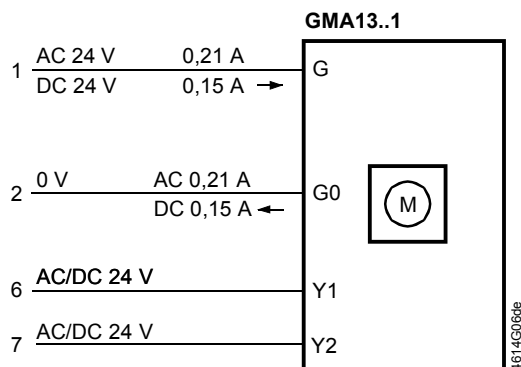 GMA13..1
1 AC 24 V 0,21 A G
DC 24 V 0,15 A
2 0 V AC 0,21 A G0
DC 0,15 A
M
6 AC/DC 24 V Y1
7 AC/DC 24 V Y2
4614G06de